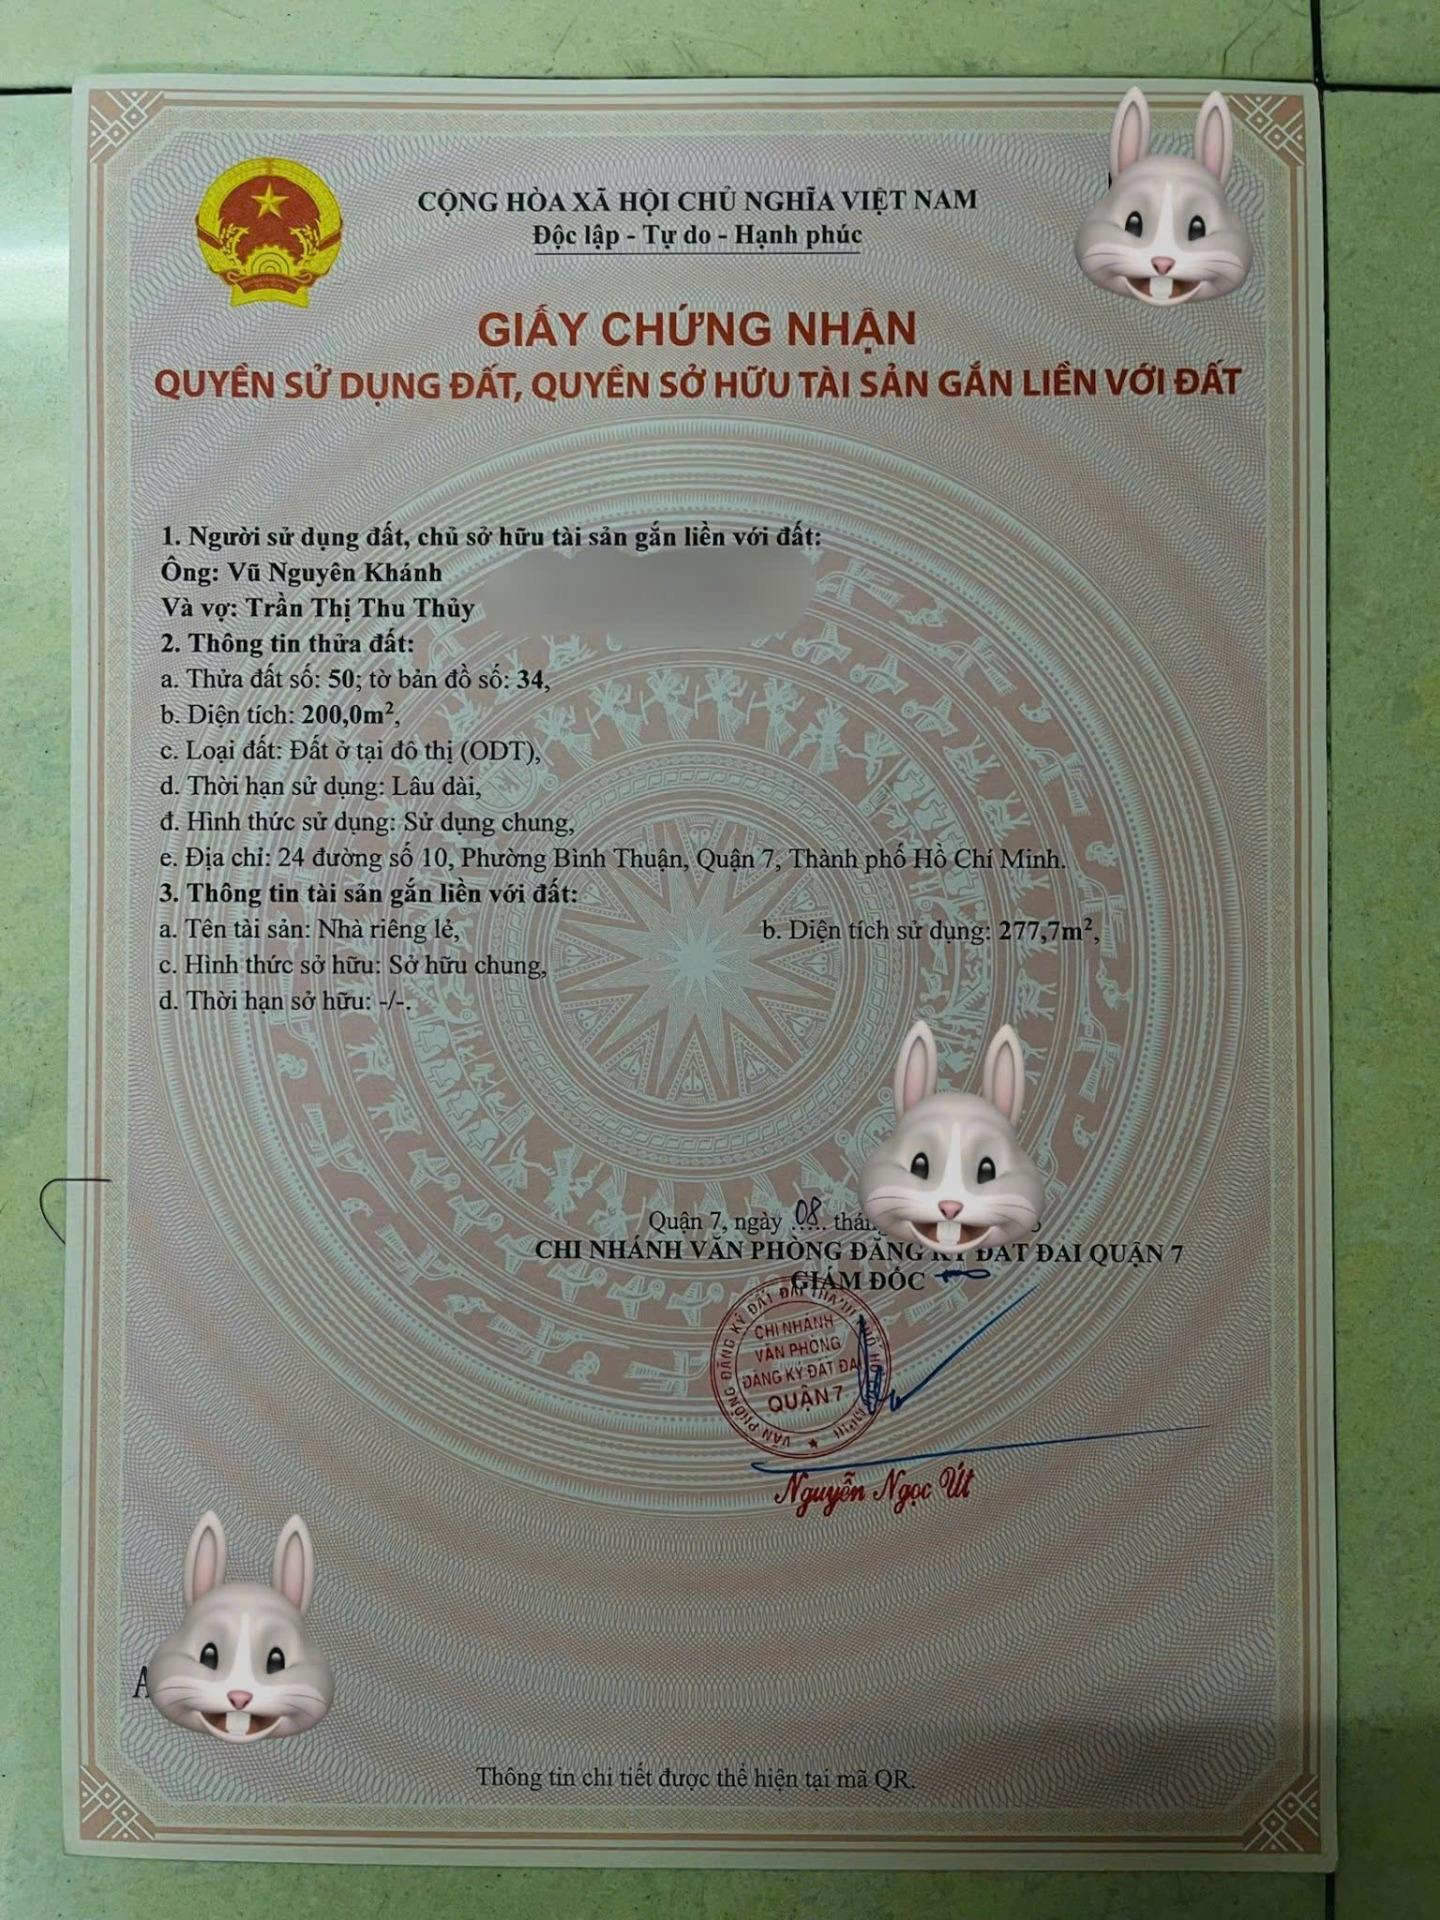 CỘNG HÒA XÃ HỘI CHỦ NGHĨA VIỆT NAM
Độc lập - Tự do - Hạnh phúc
GIẤY CHỨNG NHẬN
QUYỀN SỬ DỤNG ĐẤT, QUYỀN SỞ HỮU TÀI SẢN GẮN LIỀN VỚI ĐẤT
1. Người sử dụng đất, chủ sở hữu tài sản gắn liền với đất:
Ông: Vũ Nguyên Khánh
Và vợ: Trần Thị Thu Thủy
2. Thông tin thửa đất:
a. Thửa đất số: 50; tờ bản đồ số: 34,
b. Diện tích: 200,0m²,
c. Loại đất: Đất ở tại đô thị (ODT),
d. Thời hạn sử dụng: Lâu dài,
đ. Hình thức sử dụng: Sử dụng chung,
e. Địa chỉ: 24 đường số 10, Phường Bình Thuận, Quận 7, Thành phố Hồ Chí Minh.
3. Thông tin tài sản gắn liền với đất:
a. Tên tài sản: Nhà riêng lẻ, b. Diện tích sử dụng: 277,7m²,
c. Hình thức sở hữu: Sở hữu chung,
d. Thời hạn sở hữu: -/-.
Quận 7, ngày 08
CHI NHÁNH VĂN PHÒNG ĐĂNG KÝ ĐẤT ĐAI QUẬN 7
GIÁM ĐỐC
CHI NHÁNH
VĂN PHÒNG
ĐĂNG KÝ ĐẤT ĐAI
QUẬN 7
Nguyễn Ngọc Út
Thông tin chi tiết được thể hiện tại mã QR.